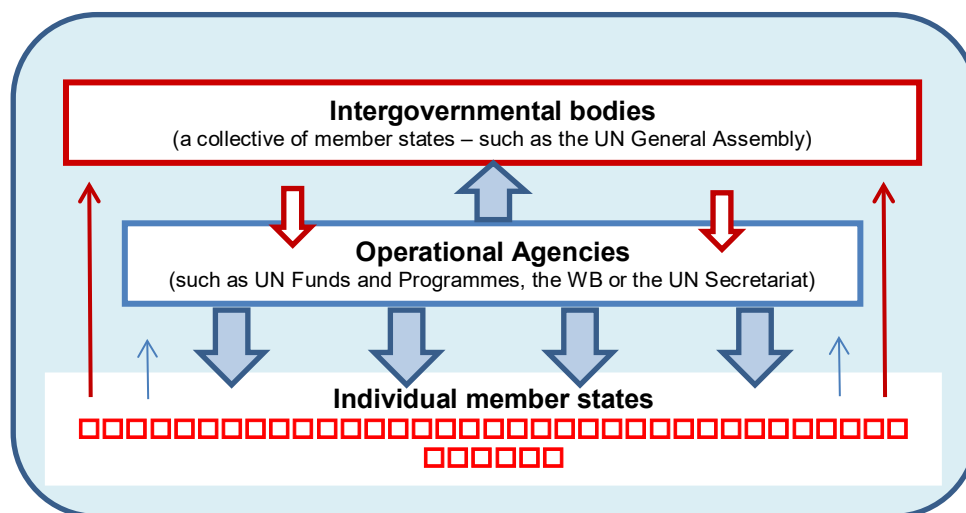 Intergovernmental bodies
(a collective of member states – such as the UN General Assembly)
Operational Agencies
(such as UN Funds and Programmes, the WB or the UN Secretariat)
Individual member states